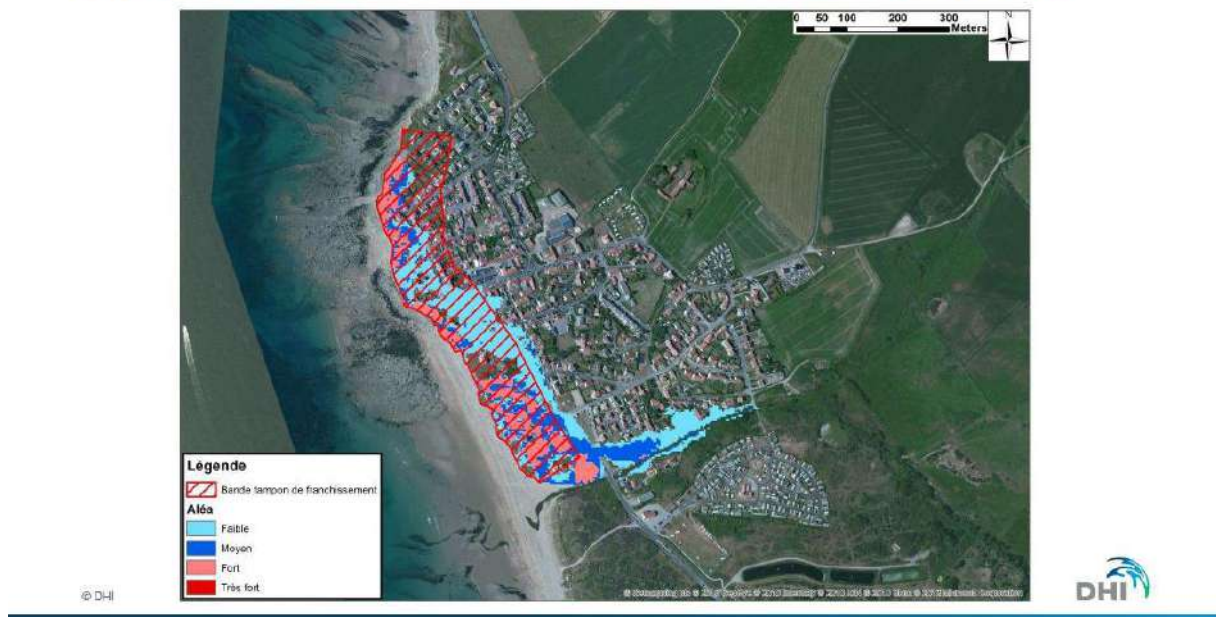 0 50 100 200 300
Meters
N
Légende
Bande tampon de franchissement
Aléa
Faible
Moyen
Fort
Très fort
© DHI
DHI